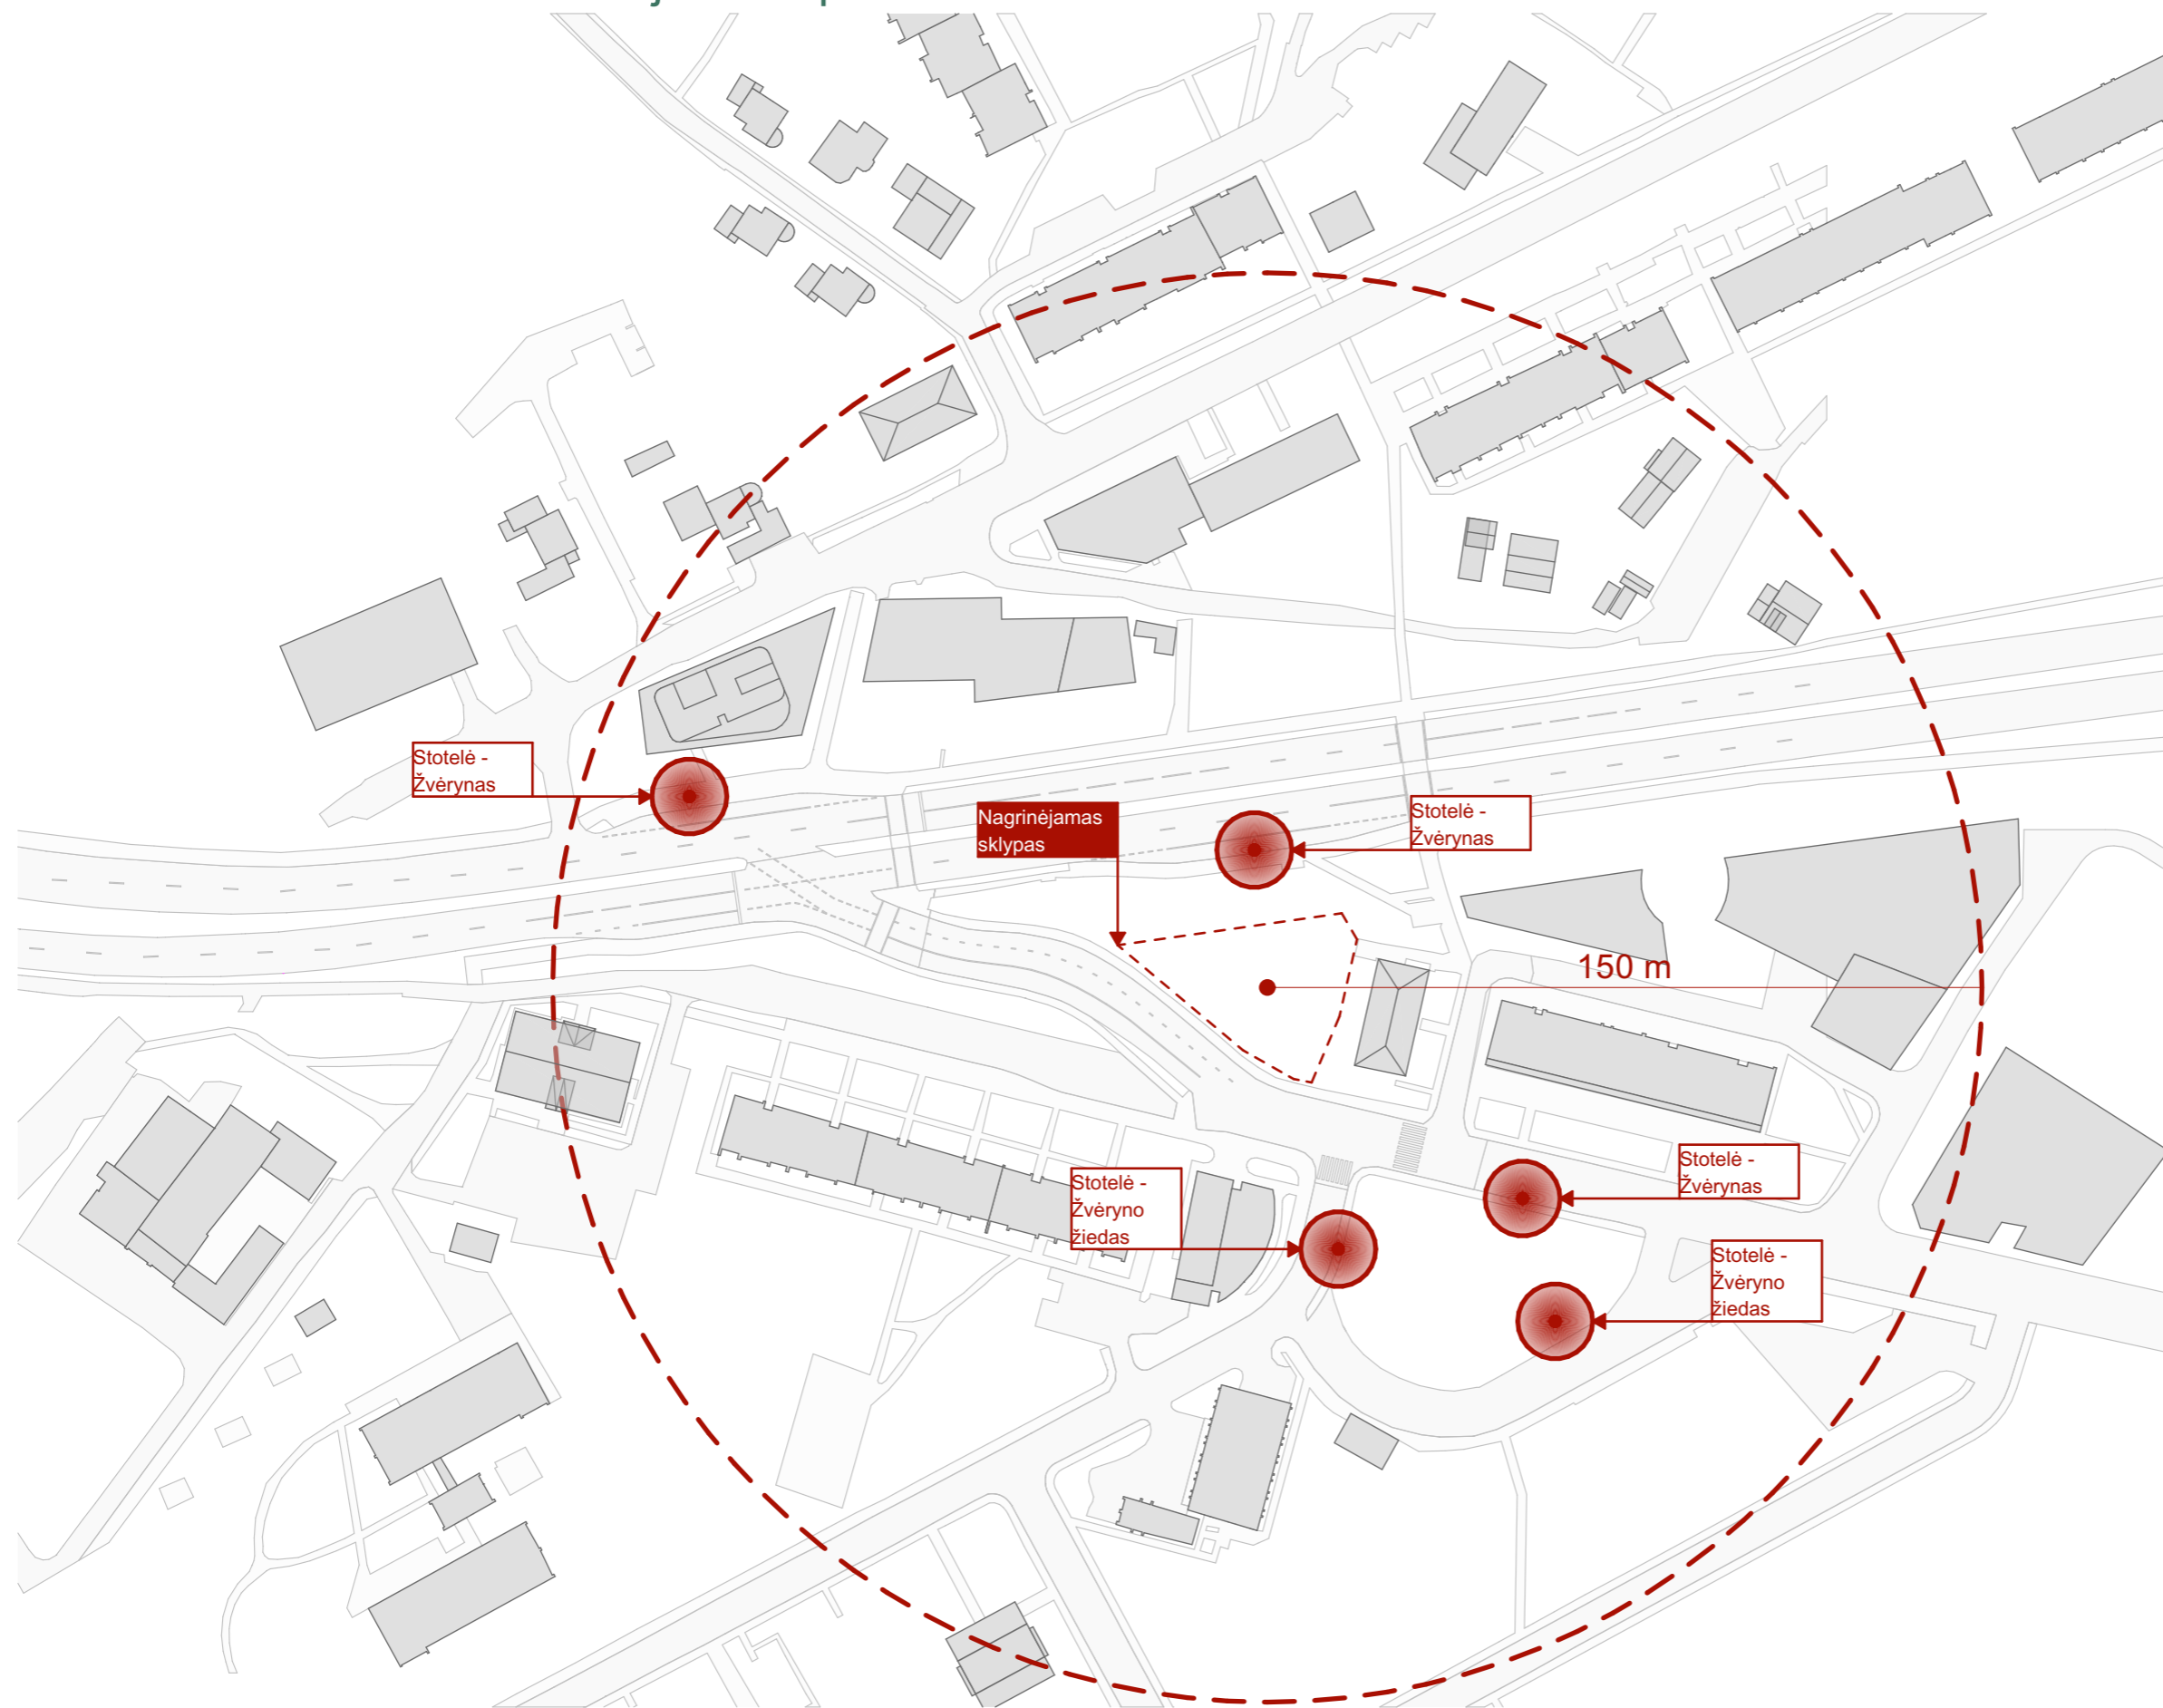 Stotelė -
Žvėrynas
Nagrinėjamas
sklypas
Stotelė -
Žvėrynas
150 m
Stotelė -
Žvėryno
žiedas
Stotelė -
Žvėrynas
Stotelė -
Žvėryno
žiedas